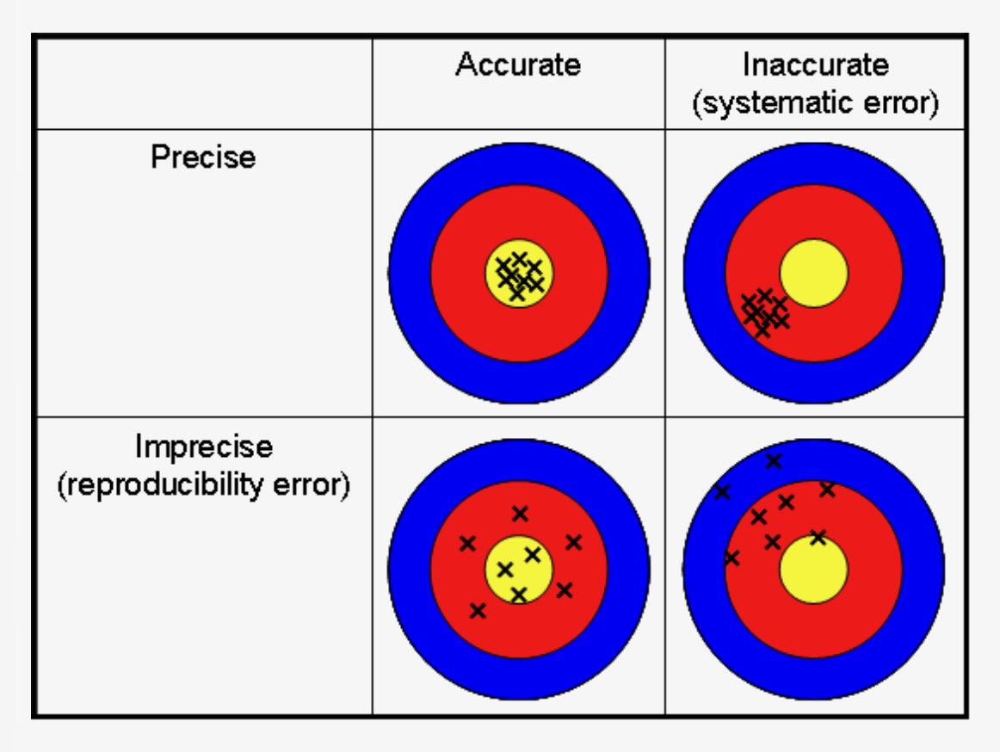 Accurate
Inaccurate
(systematic error)
Precise
Imprecise
(reproducibility error)